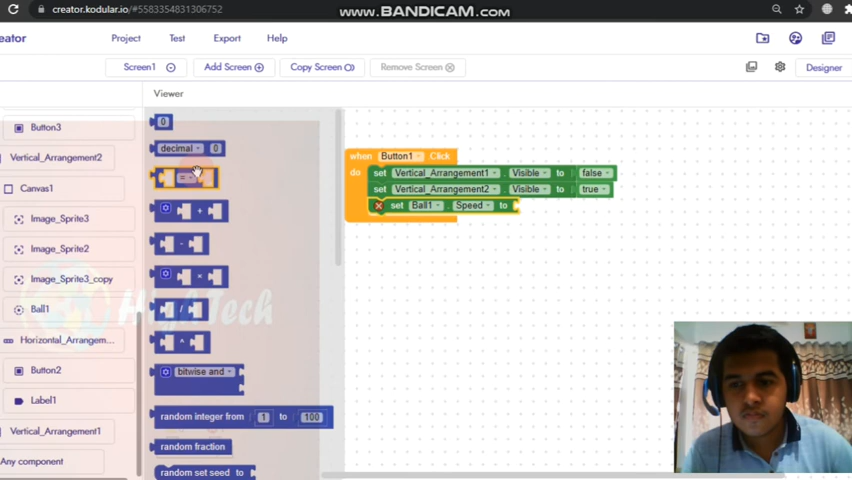 www.BANDICAM.com
creator.kodular.io/#5583354831306752
eator
Project Test Export Help
Screen1 Add Screen Copy Screen Remove Screen Designer
Viewer
Button3
Vertical_Arrangement2
Canvas1
Image_Sprite3
Image_Sprite2
Image_Sprite3_copy
Ball1
Horizontal_Arrangem...
Button2
Label1
Vertical_Arrangement1
Any component
0
decimal 0
=
+
-
×
/
^
bitwise and
random integer from 1 to 100
random fraction
random set seed to
HighTech
when Button1 . Click
do set Vertical_Arrangement1 . Visible to false
set Vertical_Arrangement2 . Visible to true
set Ball1 . Speed to